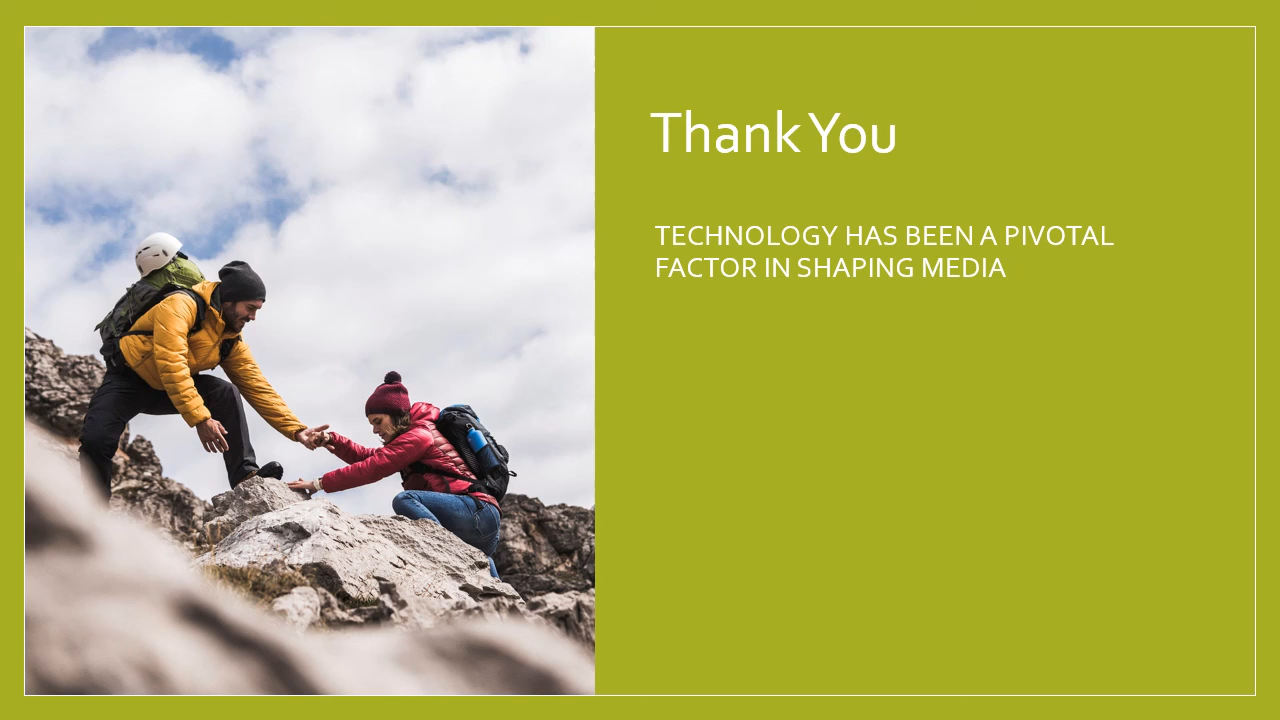 Thank You
TECHNOLOGY HAS BEEN A PIVOTAL
FACTOR IN SHAPING MEDIA